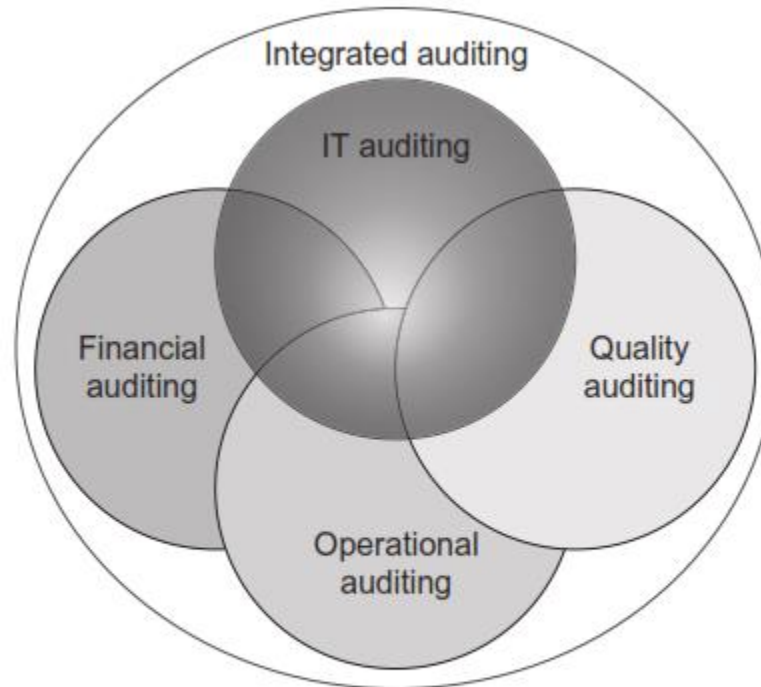 Integrated auditing
IT auditing
Financial
auditing
Quality
auditing
Operational
auditing